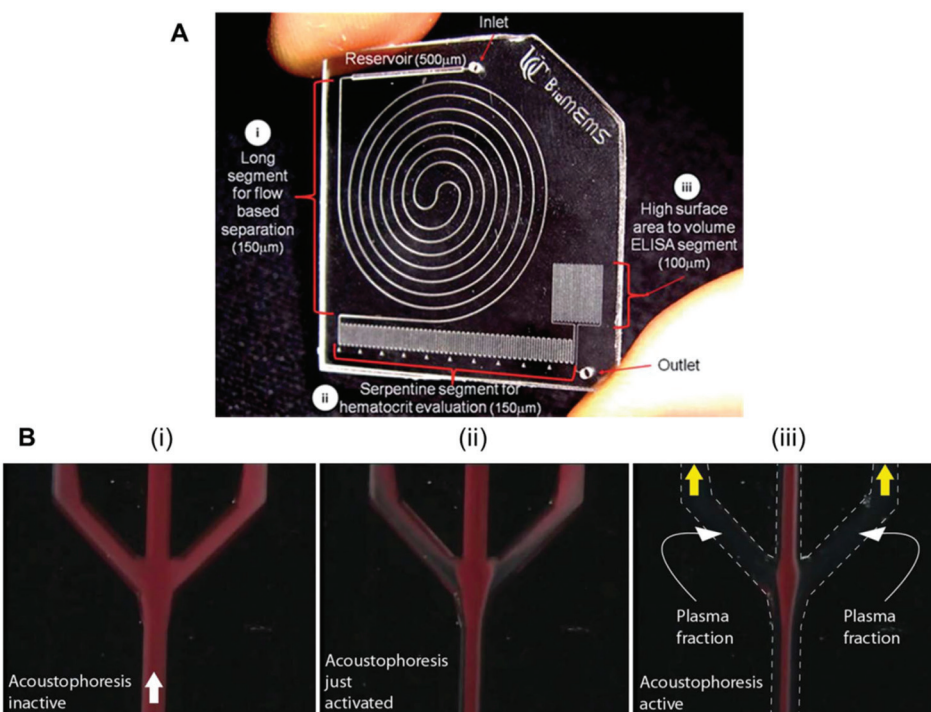 A
Inlet
Reservoir (500μm)
UC BioMEMS
i
Long
segment
for flow
based
separation
(150μm)
iii
High surface
area to volume
ELISA segment
(100μm)
Outlet
ii
Serpentine segment for
hematocrit evaluation (150μm)
B
(i)
(ii)
(iii)
Acoustophoresis
inactive
Acoustophoresis
just
activated
Plasma
fraction
Plasma
fraction
Acoustophoresis
active